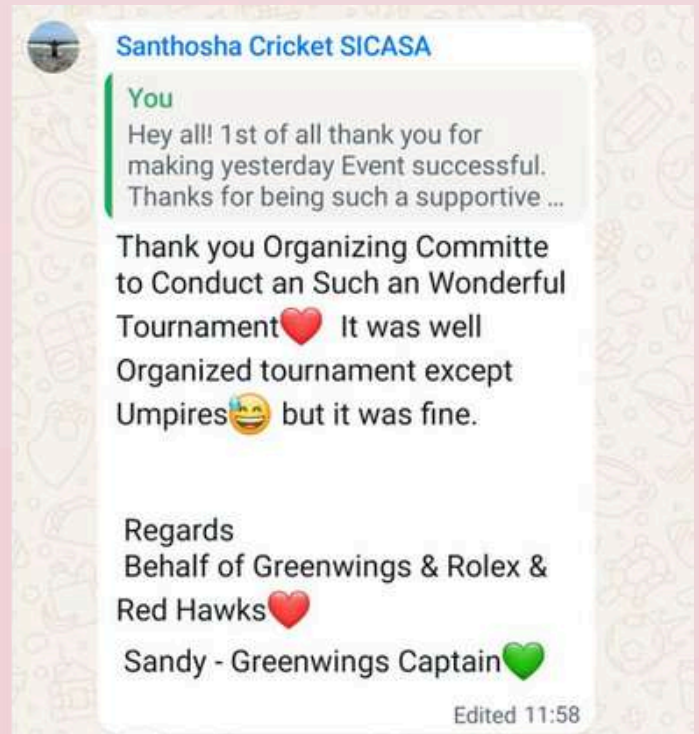 Santhosha Cricket SICASA
You
Hey all! 1st of all thank you for
making yesterday Event successful.
Thanks for being such a supportive ...
Thank you Organizing Committe
to Conduct an Such an Wonderful
Tournament❤️ It was well
Organized tournament except
Umpires😅 but it was fine.
Regards
Behalf of Greenwings & Rolex &
Red Hawks❤️
Sandy - Greenwings Captain💚
Edited 11:58